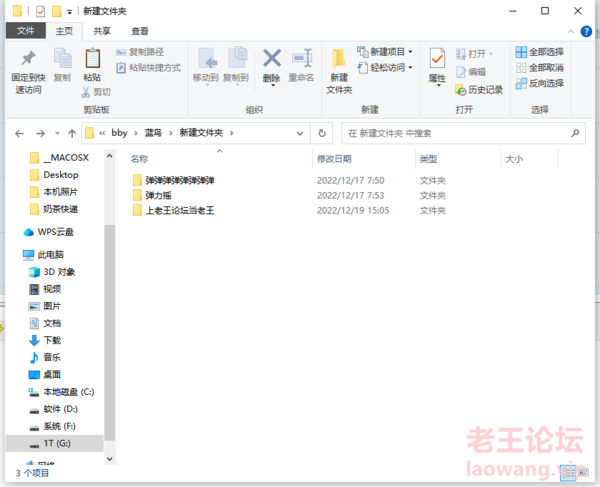 新建文件夹
文件 主页 共享 查看
固定到快速访问 复制 粘贴 复制路径 粘贴快捷方式 剪切 移动到 复制到 删除 重命名 新建文件夹 新建项目 轻松访问 属性 打开 编辑 历史记录 全部选择 全部取消 反向选择
剪贴板 组织 新建 打开 选择
« bby › 蓝鸟 › 新建文件夹 ›
在 新建文件夹 中搜索
名称 修改日期 类型 大小
弹弹弹弹弹弹弹弹 2022/12/17 7:50 文件夹
弹力摇 2022/12/17 7:53 文件夹
上老王论坛当老王 2022/12/19 15:05 文件夹
__MACOSX
Desktop
本机照片
奶茶快递
WPS云盘
此电脑
3D 对象
视频
图片
文档
下载
音乐
桌面
本地磁盘 (C:)
软件 (D:)
系统 (F:)
1T (G:)
网络
3 个项目
老王论坛
laowang.vip